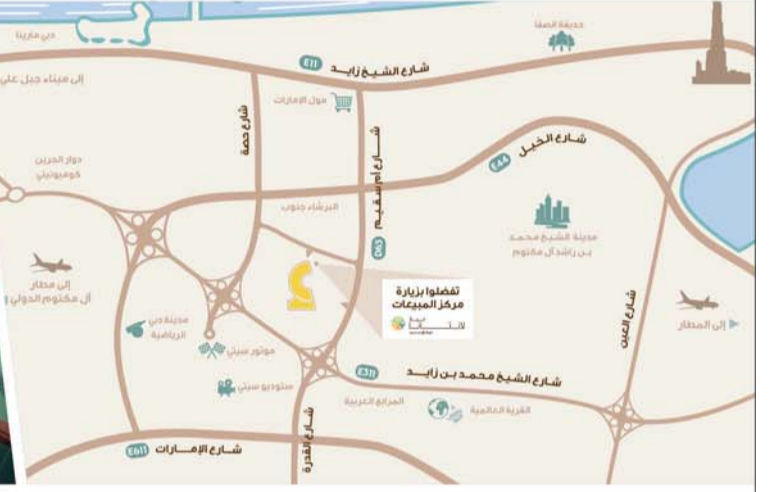 حديقة الصفا
دبي مارينا
E11
شارع الشيخ زايد
إلى ميناء جبل علي
مول الإمارات
شارع حصة
شارع أم سقيم
شارع الخيل
E44
دوار الجرين
كوميونيتي
البرشاء جنوب
مدينة الشيخ محمد
بن راشد آل مكتوم
D63
إلى مطار
آل مكتوم الدولي
تفضلوا بزيارة
مركز المبيعات
شارع العين
إلى المطار
مدينة دبي
الرياضية
موتور سيتي
E311
شارع الشيخ محمد بن زايــد
ستوديو سيتي
المرابع العربية
القرية العالمية
شارع القدرة
شارع الإمــارات
E611